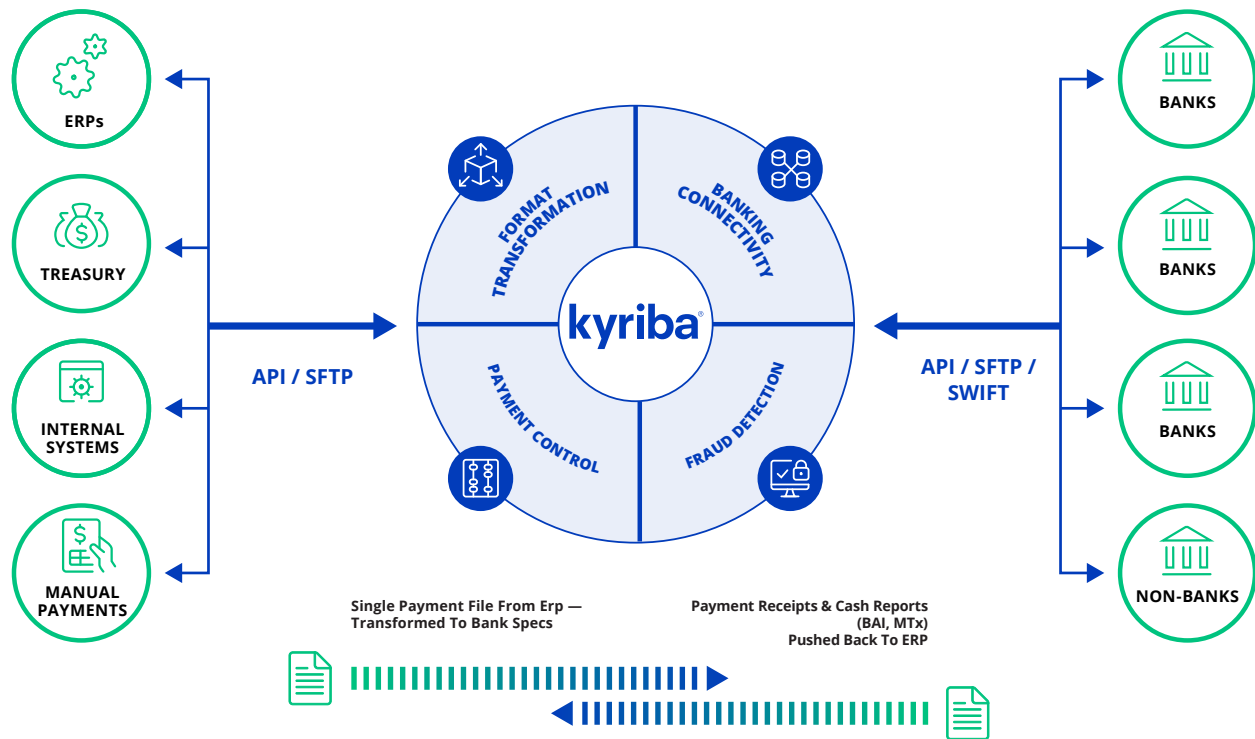 ERPs
TREASURY
INTERNAL
SYSTEMS
MANUAL
PAYMENTS
$
$
API / SFTP
FORMAT
TRANSFORMATION
BANKING
CONNECTIVITY
kyriba®
PAYMENT CONTROL
FRAUD DETECTION
API / SFTP /
SWIFT
BANKS
BANKS
BANKS
NON-BANKS
Single Payment File From Erp —
Transformed To Bank Specs
Payment Receipts & Cash Reports
(BAI, MTx)
Pushed Back To ERP